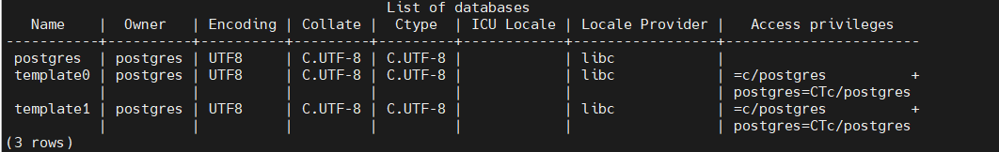 List of databases
   Name    |  Owner   | Encoding | Collate |  Ctype  | ICU Locale | Locale Provider |   Access privileges
-----------+----------+----------+---------+---------+------------+-----------------+-----------------------
 postgres  | postgres | UTF8     | C.UTF-8 | C.UTF-8 |            | libc            |
 template0 | postgres | UTF8     | C.UTF-8 | C.UTF-8 |            | libc            | =c/postgres          +
           |          |          |         |         |            |                 | postgres=CTc/postgres
 template1 | postgres | UTF8     | C.UTF-8 | C.UTF-8 |            | libc            | =c/postgres          +
           |          |          |         |         |            |                 | postgres=CTc/postgres
(3 rows)